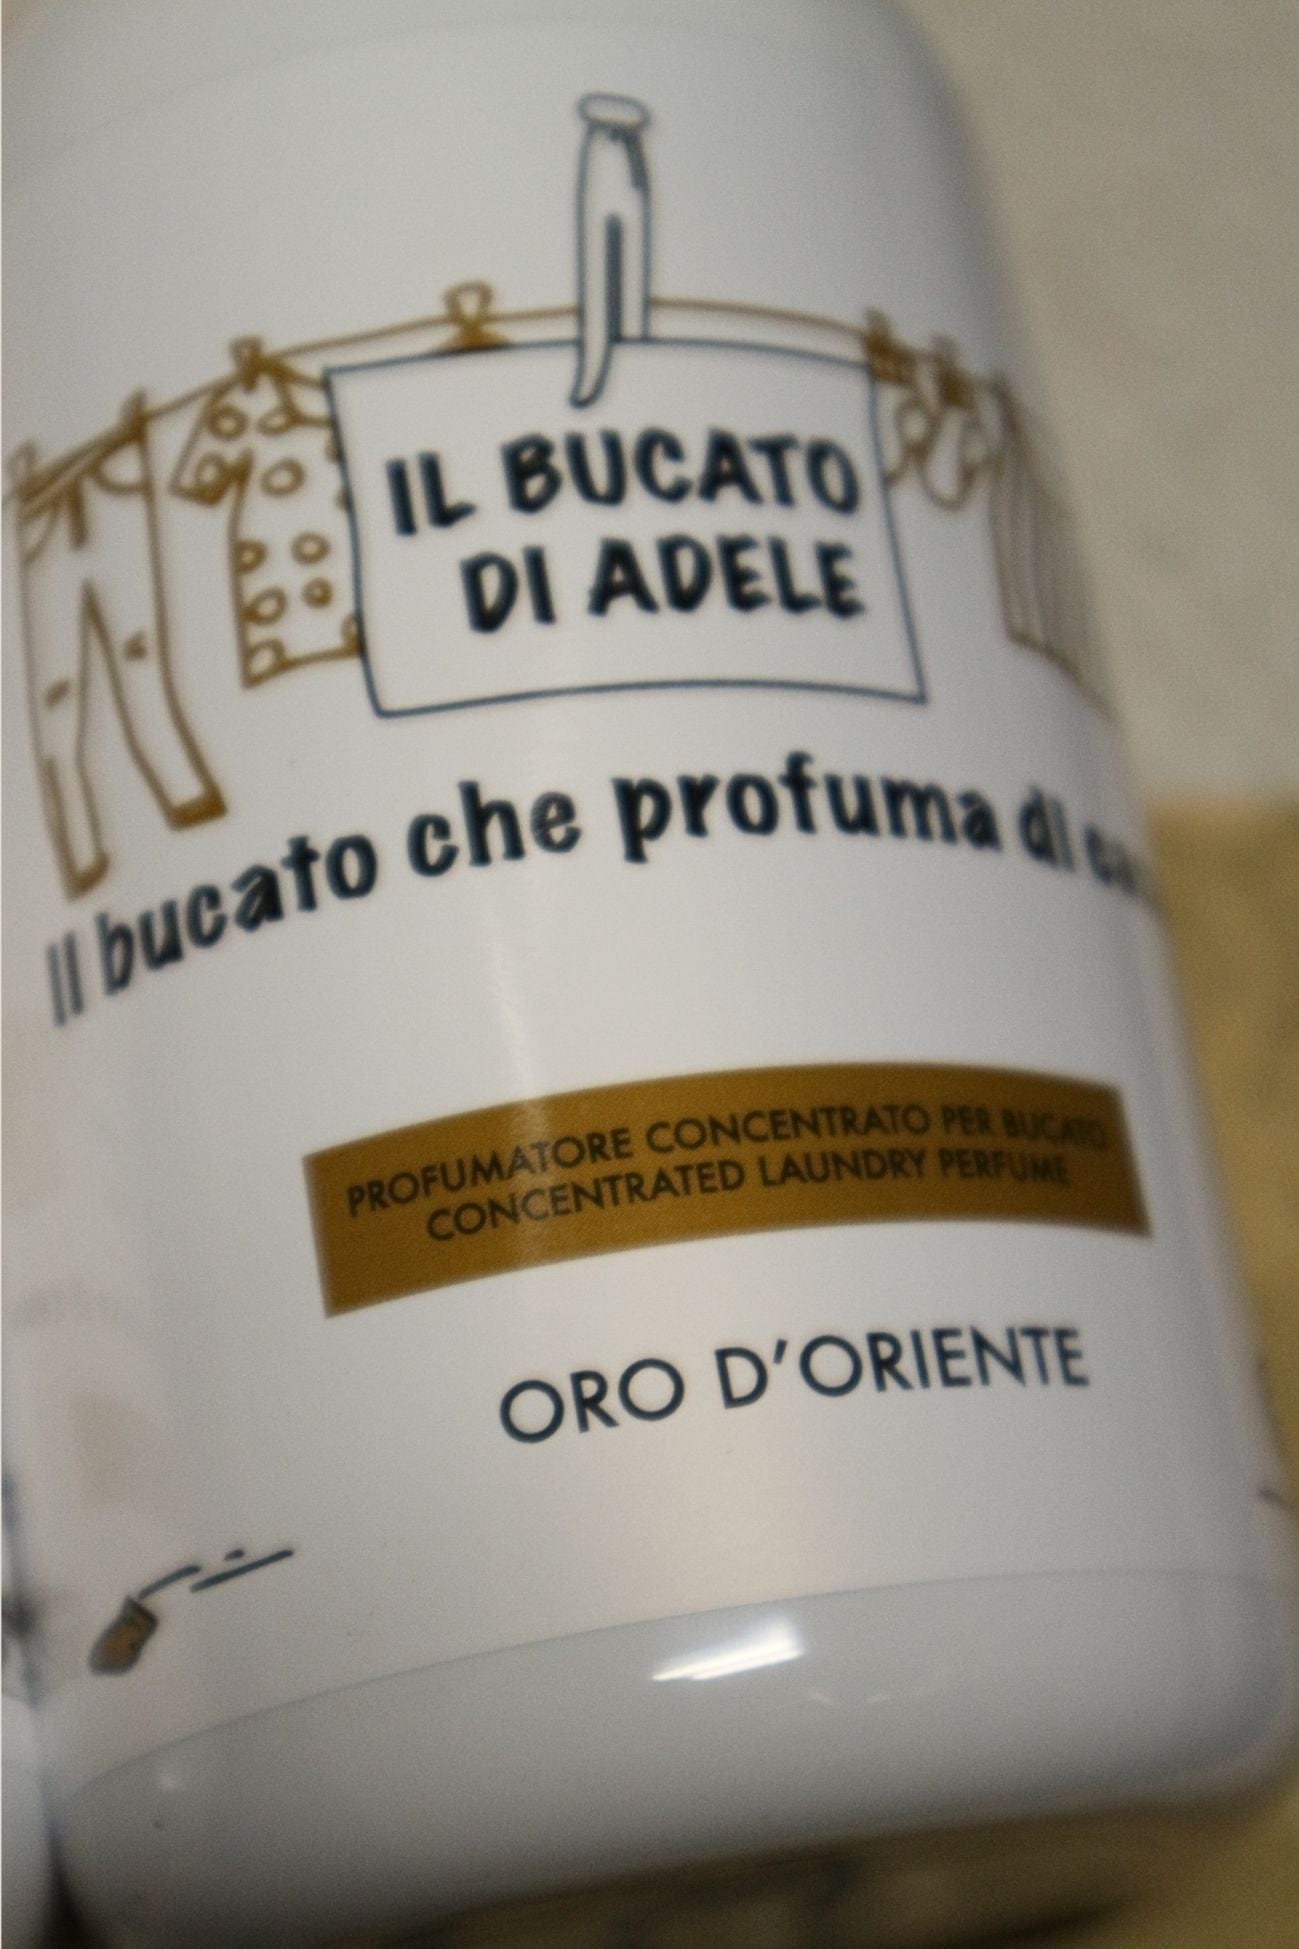 IL BUCATO
DI ADELE
Il bucato che profuma di
PROFUMATORE CONCENTRATO PER BUCATO
CONCENTRATED LAUNDRY PERFUME
ORO D'ORIENTE